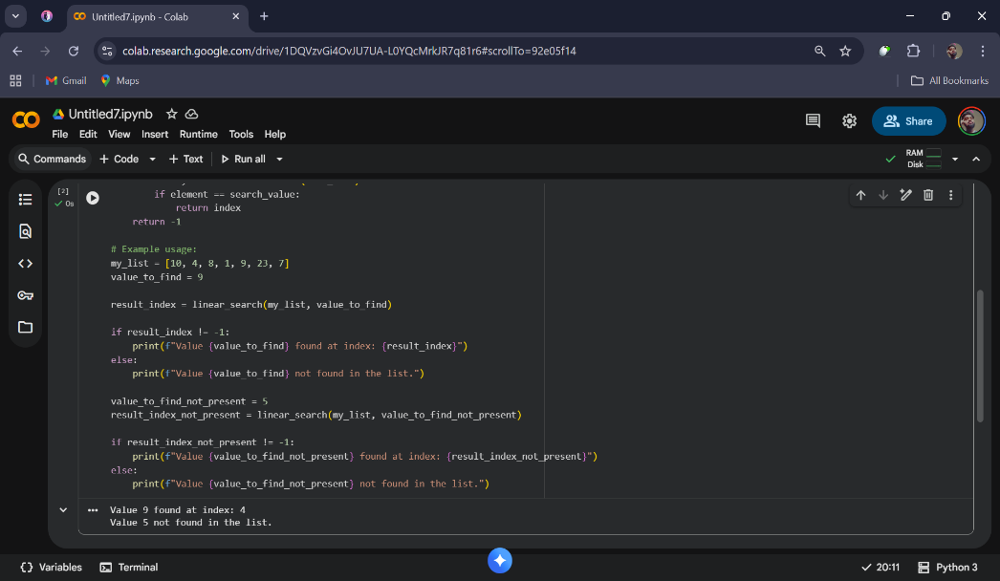 Untitled7.ipynb - Colab
colab.research.google.com/drive/1DQVzvGi4OvJU7UA-L0YQcMrkJR7q81r6#scrollTo=92e05f14
Gmail
Maps
All Bookmarks
Untitled7.ipynb
File Edit View Insert Runtime Tools Help
Share
Commands + Code + Text Run all
RAM
Disk
[2]
0s
if element == search_value:
return index
return -1
# Example usage:
my_list = [10, 4, 8, 1, 9, 23, 7]
value_to_find = 9
result_index = linear_search(my_list, value_to_find)
if result_index != -1:
print(f"Value {value_to_find} found at index: {result_index}")
else:
print(f"Value {value_to_find} not found in the list.")
value_to_find_not_present = 5
result_index_not_present = linear_search(my_list, value_to_find_not_present)
if result_index_not_present != -1:
print(f"Value {value_to_find_not_present} found at index: {result_index_not_present}")
else:
print(f"Value {value_to_find_not_present} not found in the list.")
Value 9 found at index: 4
Value 5 not found in the list.
{} Variables
Terminal
20:11
Python 3